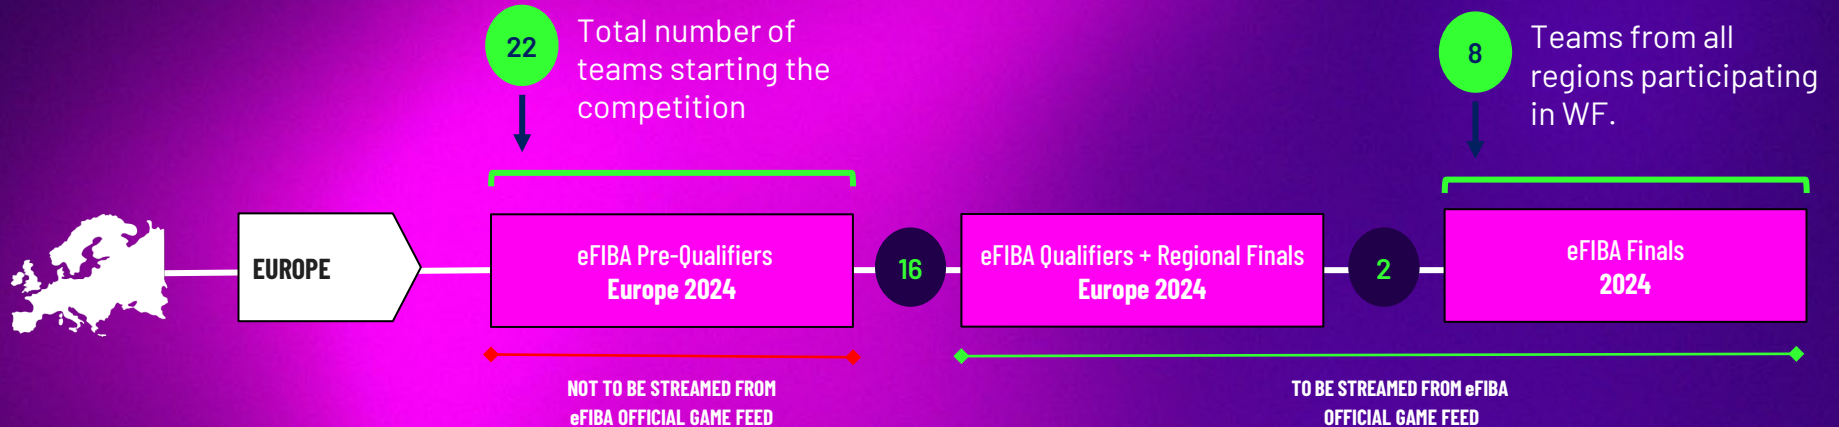 22
Total number of
teams starting the
competition
8
Teams from all
regions participating
in WF.
EUROPE
eFIBA Pre-Qualifiers
Europe 2024
16
eFIBA Qualifiers + Regional Finals
Europe 2024
2
eFIBA Finals
2024
NOT TO BE STREAMED FROM
eFIBA OFFICIAL GAME FEED
TO BE STREAMED FROM eFIBA
OFFICIAL GAME FEED